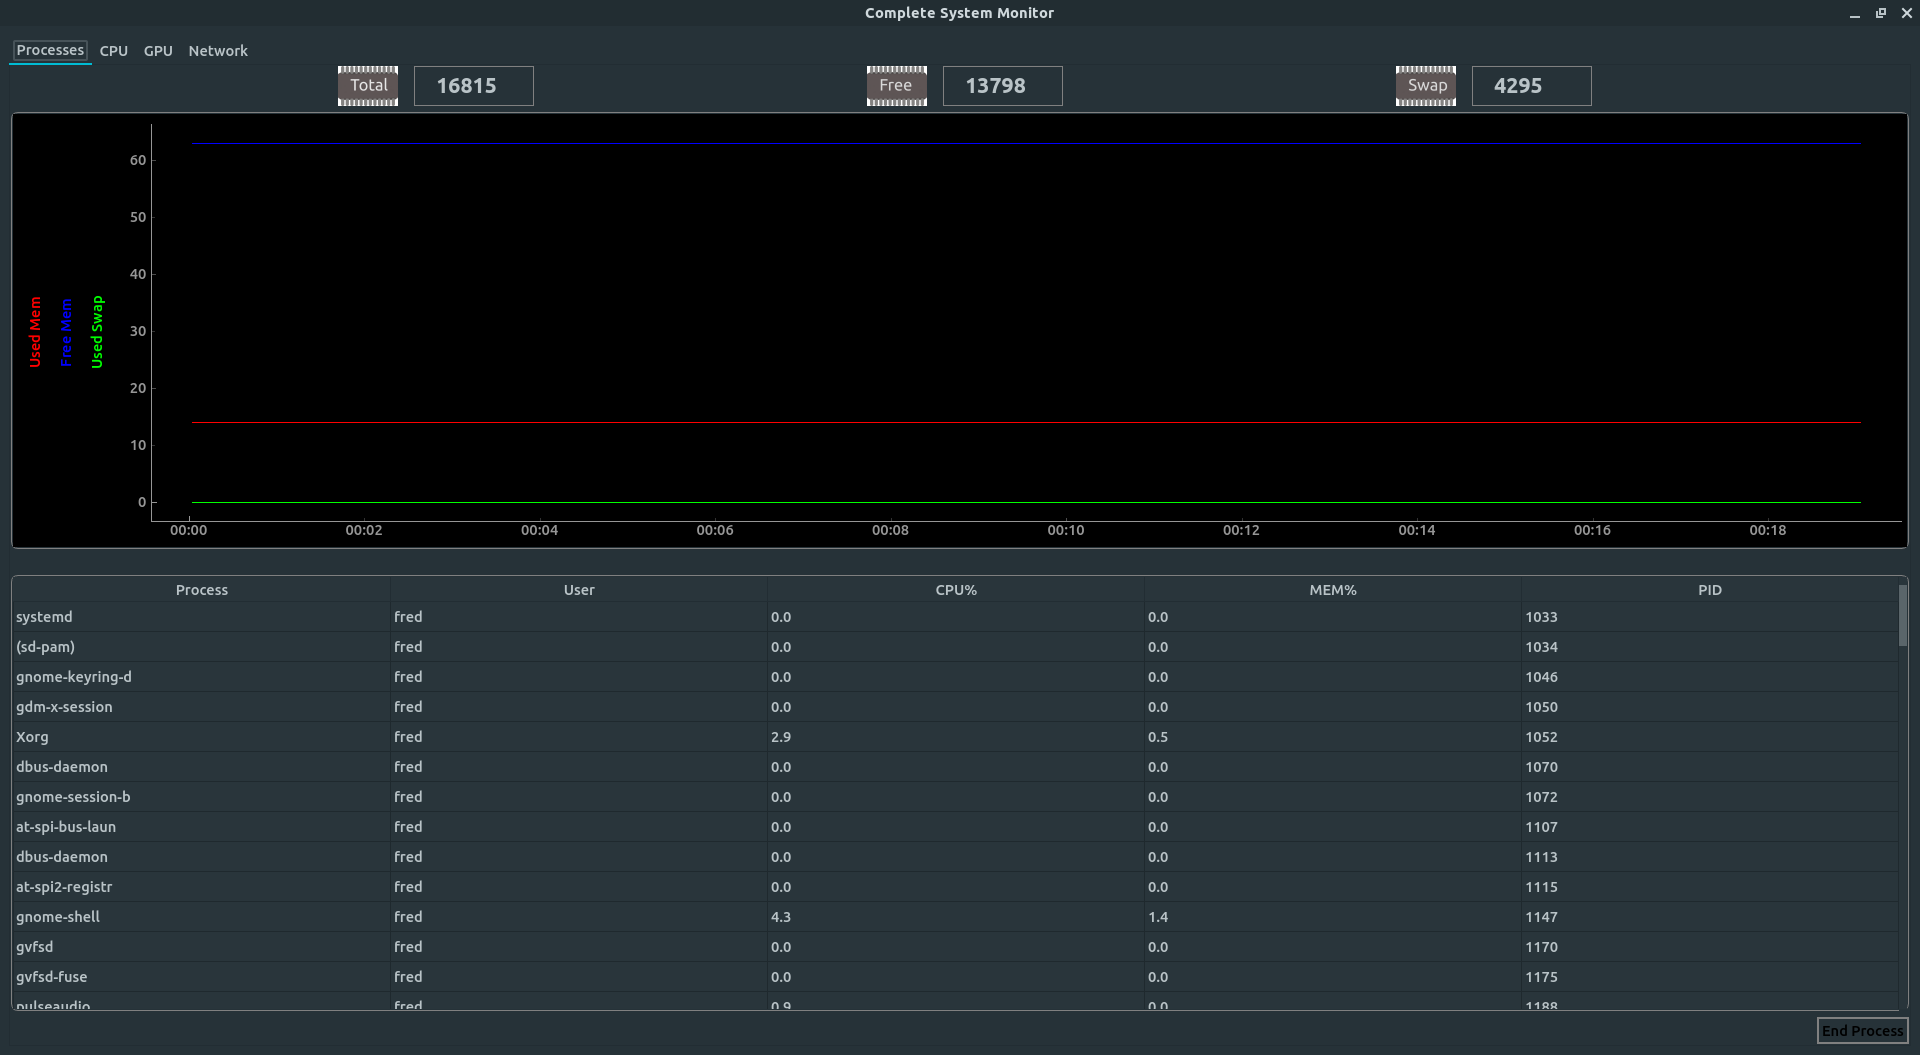 Complete System Monitor
Processes CPU GPU Network
Total 16815 Free 13798 Swap 4295
60
50
40
30
20
10
0
Used Mem
Free Mem
Used Swap
00:00 00:02 00:04 00:06 00:08 00:10 00:12 00:14 00:16 00:18
Process User CPU% MEM% PID
systemd fred 0.0 0.0 1033
(sd-pam) fred 0.0 0.0 1034
gnome-keyring-d fred 0.0 0.0 1046
gdm-x-session fred 0.0 0.0 1050
Xorg fred 2.9 0.5 1052
dbus-daemon fred 0.0 0.0 1070
gnome-session-b fred 0.0 0.0 1072
at-spi-bus-laun fred 0.0 0.0 1107
dbus-daemon fred 0.0 0.0 1113
at-spi2-registr fred 0.0 0.0 1115
gnome-shell fred 4.3 1.4 1147
gvfsd fred 0.0 0.0 1170
gvfsd-fuse fred 0.0 0.0 1175
pulseaudio fred 0.9 0.0 1188
End Process